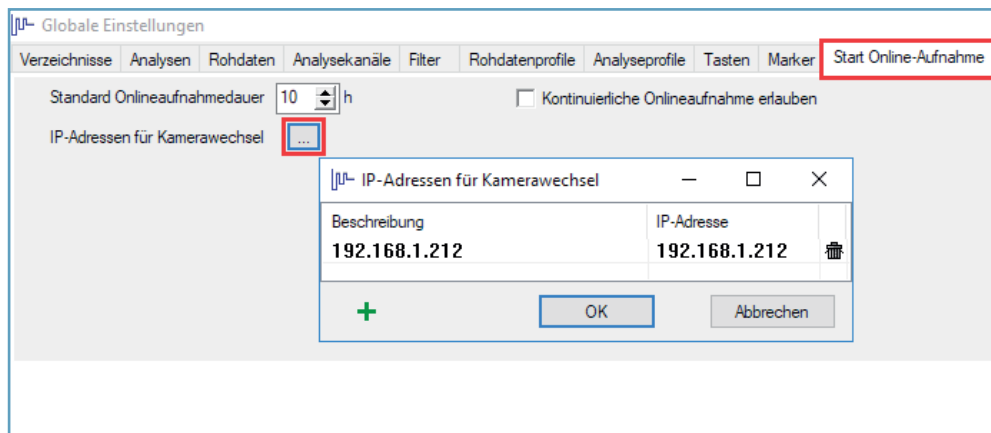 Globale Einstellungen
Verzeichnisse Analysen Rohdaten Analysekanäle Filter Rohdatenprofile Analyseprofile Tasten Marker Start Online-Aufnahme
Standard Onlineaufnahmedauer 10 h Kontinuierliche Onlineaufnahme erlauben
IP-Adressen für Kamerawechsel ...
IP-Adressen für Kamerawechsel
Beschreibung IP-Adresse
192.168.1.212 192.168.1.212
OK Abbrechen